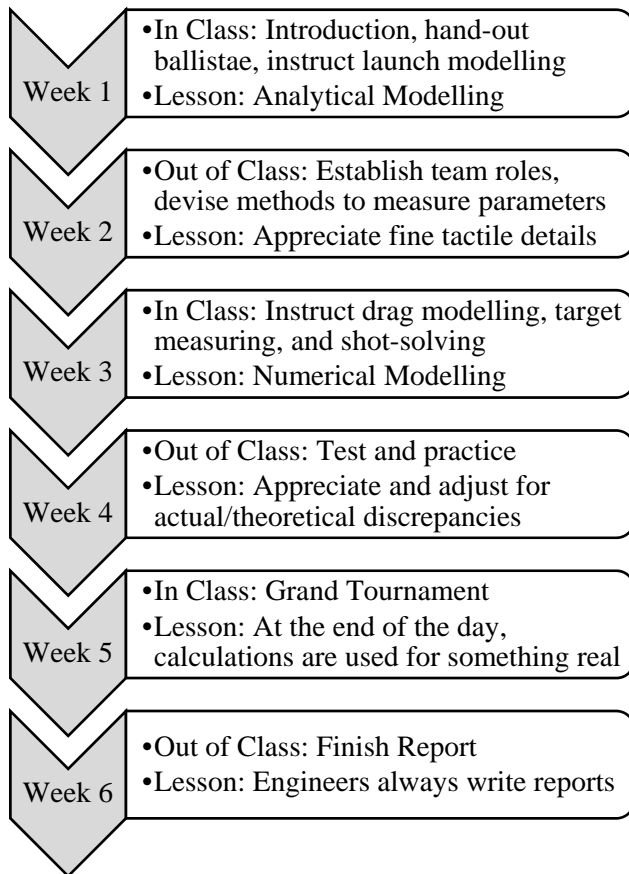 Week 1
•In Class: Introduction, hand-out
ballistae, instruct launch modelling
•Lesson: Analytical Modelling
Week 2
•Out of Class: Establish team roles,
devise methods to measure parameters
•Lesson: Appreciate fine tactile details
Week 3
•In Class: Instruct drag modelling, target
measuring, and shot-solving
•Lesson: Numerical Modelling
Week 4
•Out of Class: Test and practice
•Lesson: Appreciate and adjust for
actual/theoretical discrepancies
Week 5
•In Class: Grand Tournament
•Lesson: At the end of the day,
calculations are used for something real
Week 6
•Out of Class: Finish Report
•Lesson: Engineers always write reports